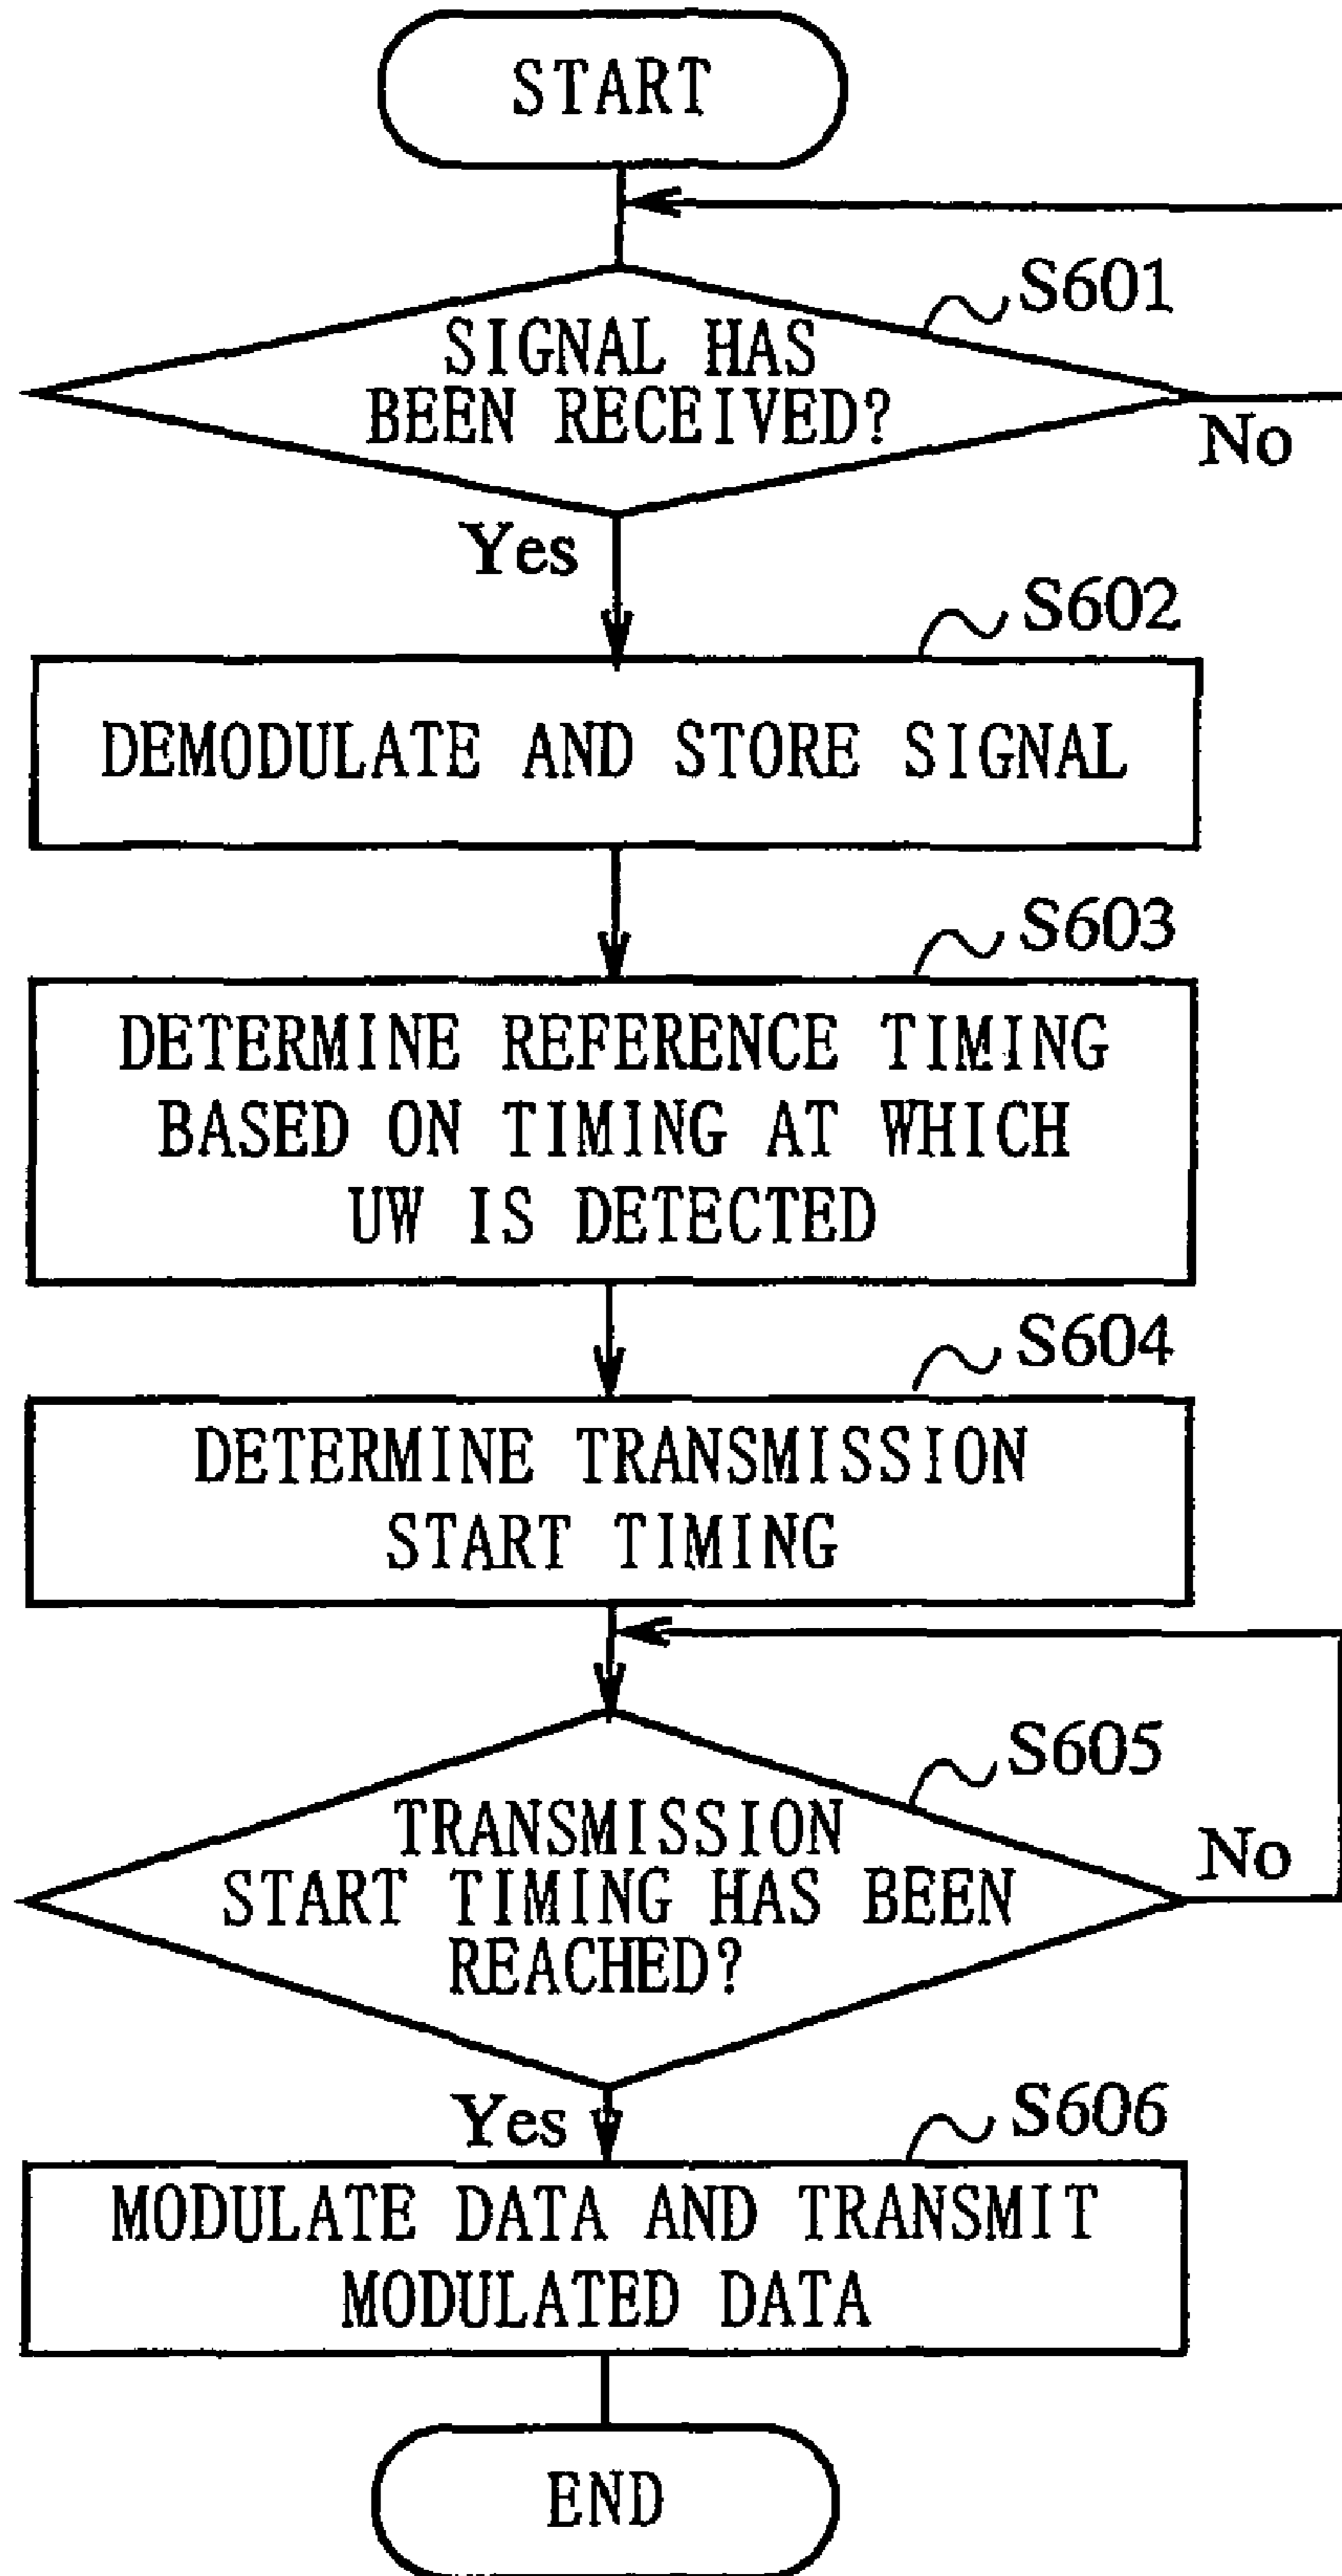 START
S601
SIGNAL HAS
BEEN RECEIVED?
No
Yes
S602
DEMODULATE AND STORE SIGNAL
S603
DETERMINE REFERENCE TIMING
BASED ON TIMING AT WHICH
UW IS DETECTED
S604
DETERMINE TRANSMISSION
START TIMING
S605
TRANSMISSION
START TIMING HAS BEEN
REACHED?
No
Yes
S606
MODULATE DATA AND TRANSMIT
MODULATED DATA
END